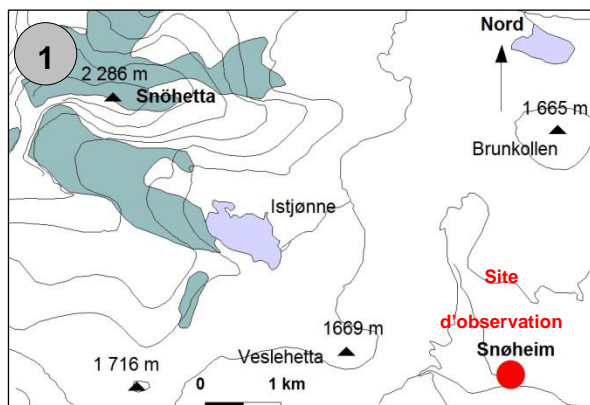 1
Nord
2 286 m
Snöhetta
1 665 m
Brunkollen
Istjønne
Site
d'observation
Snøheim
1669 m
Veslehetta
1 716 m
0 1 km